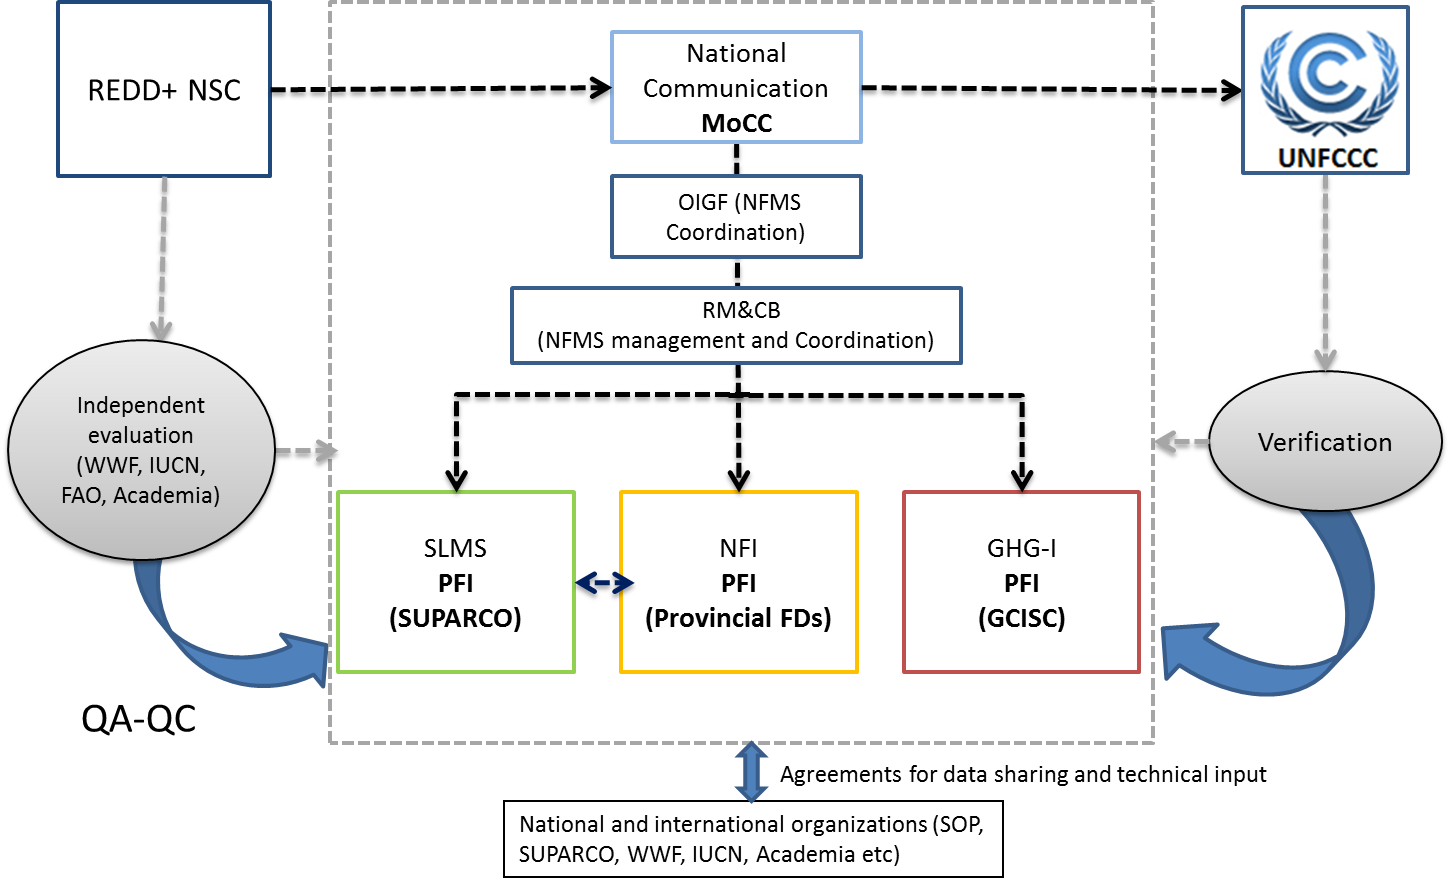 REDD+ NSC
National
Communication
MoCC
UNFCCC
OIGF (NFMS
Coordination)
RM&CB
(NFMS management and Coordination)
Independent
evaluation
(WWF, IUCN,
FAO, Academia)
Verification
SLMS
PFI
(SUPARCO)
NFI
PFI
(Provincial FDs)
GHG-I
PFI
(GCISC)
QA-QC
Agreements for data sharing and technical input
National and international organizations (SOP,
SUPARCO, WWF, IUCN, Academia etc)